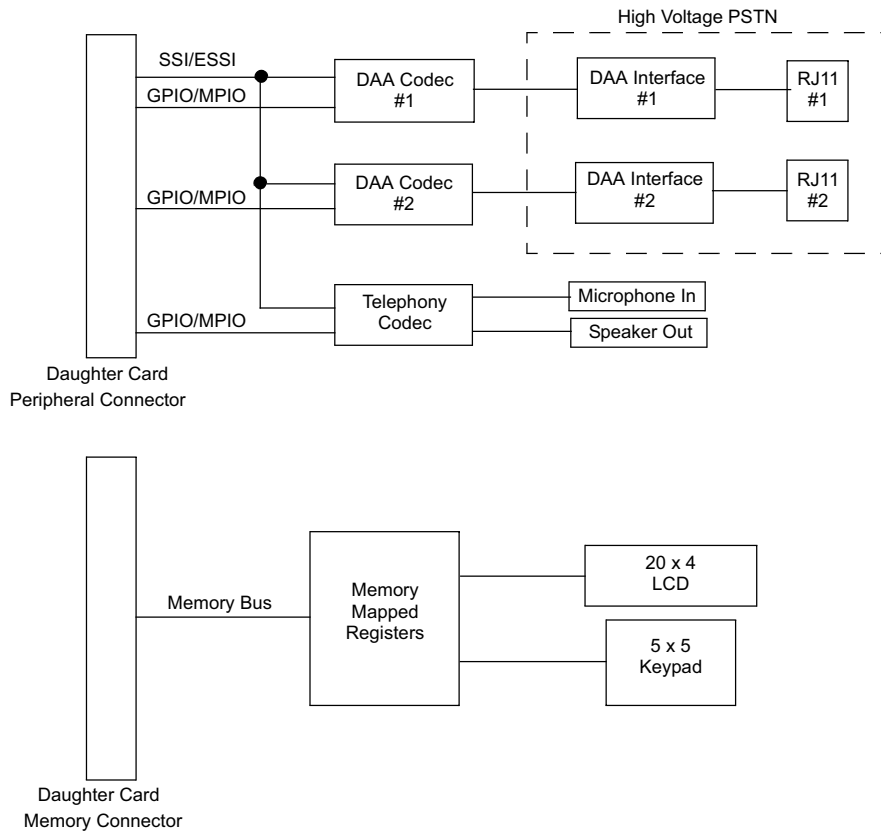 High Voltage PSTN
SSI/ESSI
GPIO/MPIO
DAA Codec
#1
DAA Interface
#1
RJ11
#1
GPIO/MPIO
DAA Codec
#2
DAA Interface
#2
RJ11
#2
GPIO/MPIO
Telephony
Codec
Microphone In
Speaker Out
Daughter Card
Peripheral Connector
Memory Bus
Memory
Mapped
Registers
20 x 4
LCD
5 x 5
Keypad
Daughter Card
Memory Connector